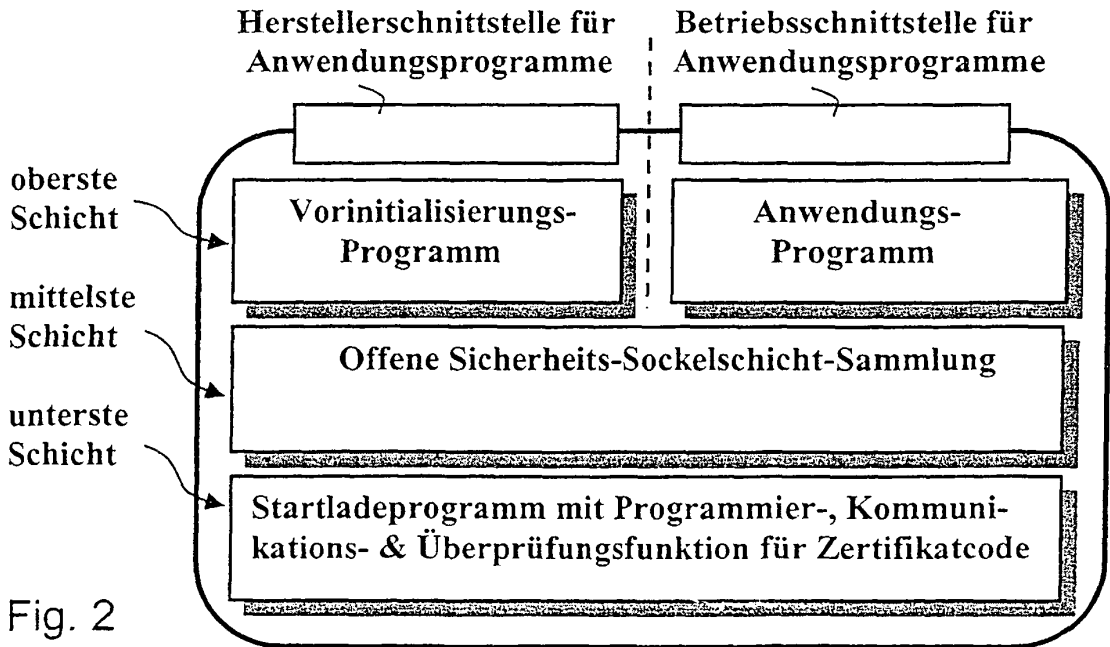 Herstellerschnittstelle für
Anwendungsprogramme
Betriebsschnittstelle für
Anwendungsprogramme
oberste
Schicht
Vorinitialisierungs-
Programm
Anwendungs-
Programm
mittelste
Schicht
Offene Sicherheits-Sockelschicht-Sammlung
unterste
Schicht
Startladeprogramm mit Programmier-, Kommuni-
kations- & Überprüfungsfunktion für Zertifikatcode
Fig. 2